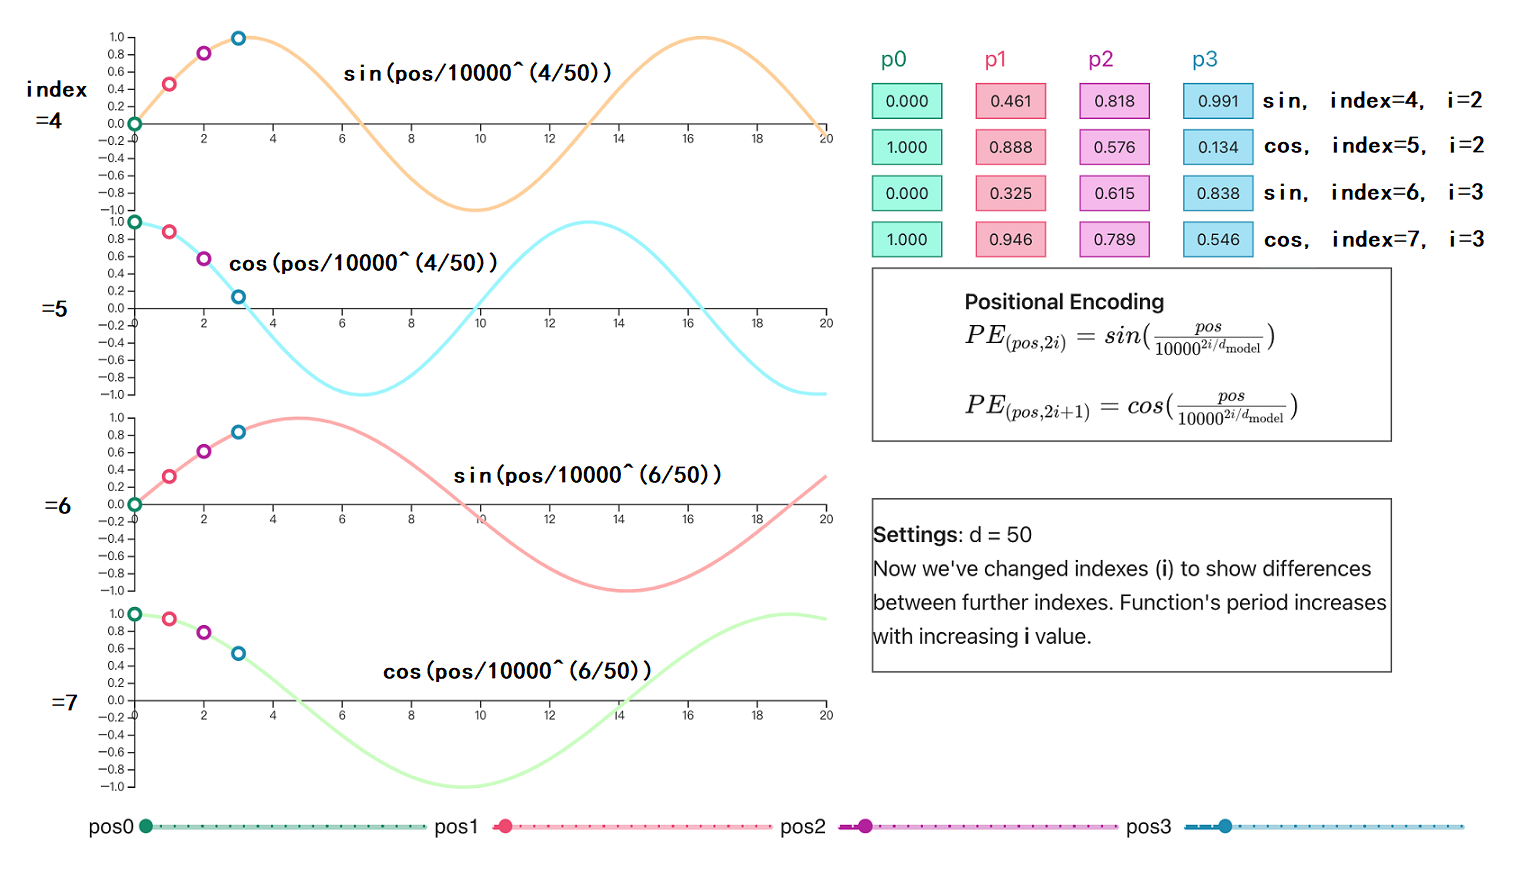 index
=4
1.0
0.8
0.6
0.4
0.2
0.0
−0.2
−0.4
−0.6
−0.8
−1.0
0 2 4 6 8 10 12 14 16 18 20
sin(pos/10000^(4/50))
=5
1.0
0.8
0.6
0.4
0.2
0.0
−0.2
−0.4
−0.6
−0.8
−1.0
0 2 4 6 8 10 12 14 16 18 20
cos(pos/10000^(4/50))
=6
1.0
0.8
0.6
0.4
0.2
0.0
−0.2
−0.4
−0.6
−0.8
−1.0
0 2 4 6 8 10 12 14 16 18 20
sin(pos/10000^(6/50))
=7
1.0
0.8
0.6
0.4
0.2
0.0
−0.2
−0.4
−0.6
−0.8
−1.0
0 2 4 6 8 10 12 14 16 18 20
cos(pos/10000^(6/50))
p0 p1 p2 p3
0.000 0.461 0.818 0.991 sin, index=4, i=2
1.000 0.888 0.576 0.134 cos, index=5, i=2
0.000 0.325 0.615 0.838 sin, index=6, i=3
1.000 0.946 0.789 0.546 cos, index=7, i=3
Positional Encoding
PE(pos,2i) = sin(pos/10000^2i/dmodel)
PE(pos,2i+1) = cos(pos/10000^2i/dmodel)
Settings: d = 50
Now we've changed indexes (i) to show differences
between further indexes. Function's period increases
with increasing i value.
pos0 pos1 pos2 pos3